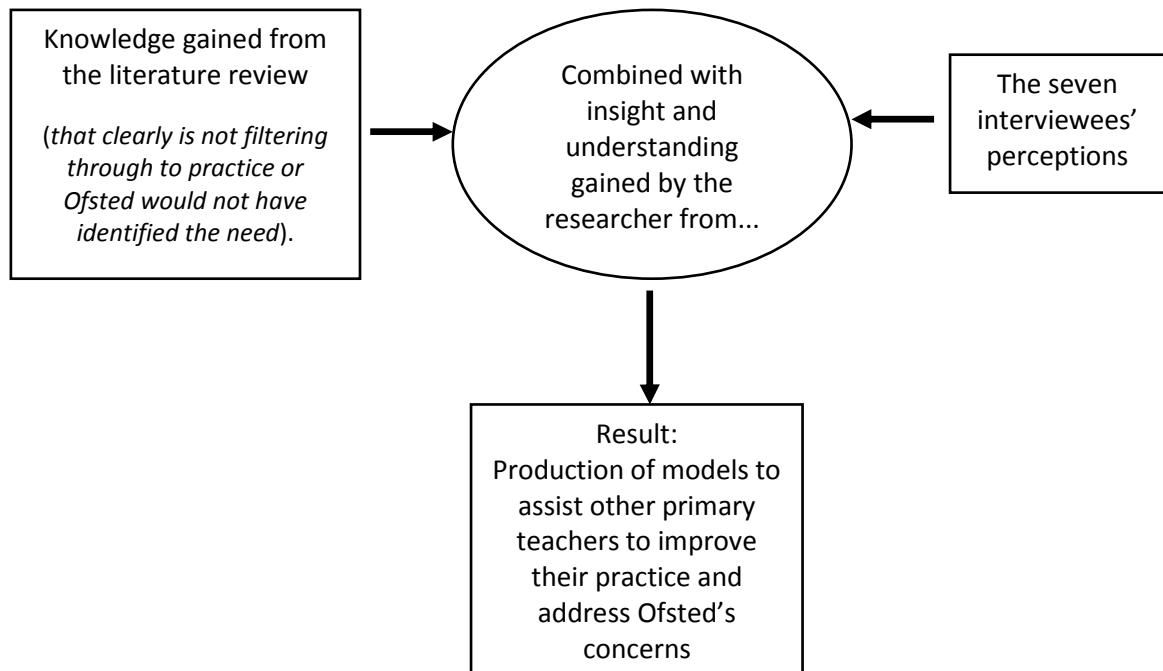 Knowledge gained from
the literature review
(that clearly is not filtering
through to practice or
Ofsted would not have
identified the need).
Combined with
insight and
understanding
gained by the
researcher from...
The seven
interviewees’
perceptions
Result:
Production of models to
assist other primary
teachers to improve
their practice and
address Ofsted’s
concerns